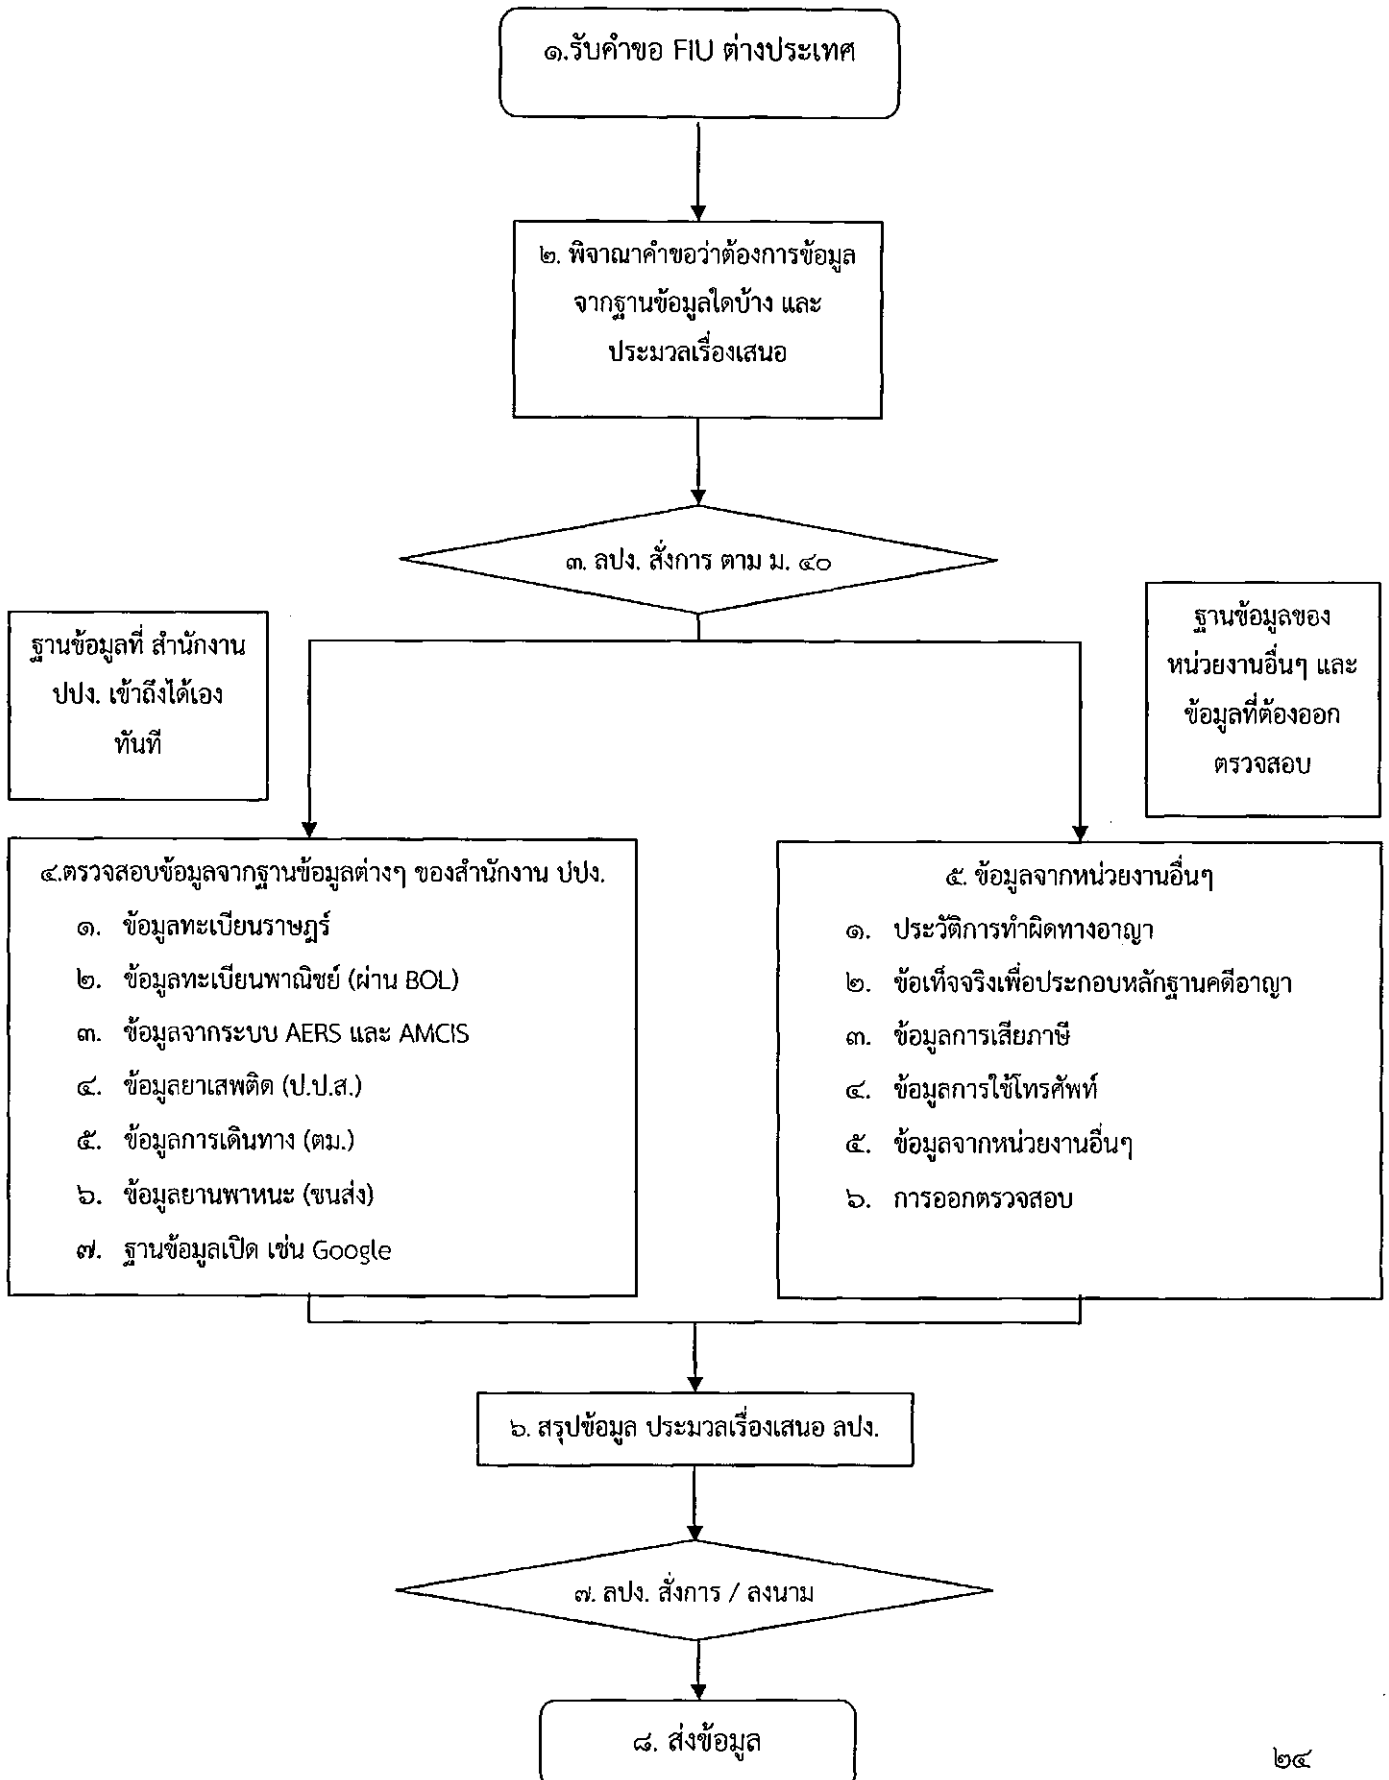 ๑.รับคำขอ FIU ต่างประเทศ
๒. พิจาณาคำขอว่าต้องการข้อมูล
จากฐานข้อมูลใดบ้าง และ
ประมวลเรื่องเสนอ
๓. ลปง. สั่งการ ตาม ม. ๔๐
ฐานข้อมูลที่ สำนักงาน
ปปง. เข้าถึงได้เอง
ทันที
ฐานข้อมูลของ
หน่วยงานอื่นๆ และ
ข้อมูลที่ต้องออก
ตรวจสอบ
๔.ตรวจสอบข้อมูลจากฐานข้อมูลต่างๆ ของสำนักงาน ปปง.
๑. ข้อมูลทะเบียนราษฎร์
๒. ข้อมูลทะเบียนพาณิชย์ (ผ่าน BOL)
๓. ข้อมูลจากระบบ AERS และ AMCIS
๔. ข้อมูลยาเสพติด (ป.ป.ส.)
๕. ข้อมูลการเดินทาง (ตม.)
๖. ข้อมูลยานพาหนะ (ขนส่ง)
๗. ฐานข้อมูลเปิด เช่น Google
๕. ข้อมูลจากหน่วยงานอื่นๆ
๑. ประวัติการทำผิดทางอาญา
๒. ข้อเท็จจริงเพื่อประกอบหลักฐานคดีอาญา
๓. ข้อมูลการเสียภาษี
๔. ข้อมูลการใช้โทรศัพท์
๕. ข้อมูลจากหน่วยงานอื่นๆ
๖. การออกตรวจสอบ
๖. สรุปข้อมูล ประมวลเรื่องเสนอ ลปง.
๗. ลปง. สั่งการ / ลงนาม
๘. ส่งข้อมูล
๒๔